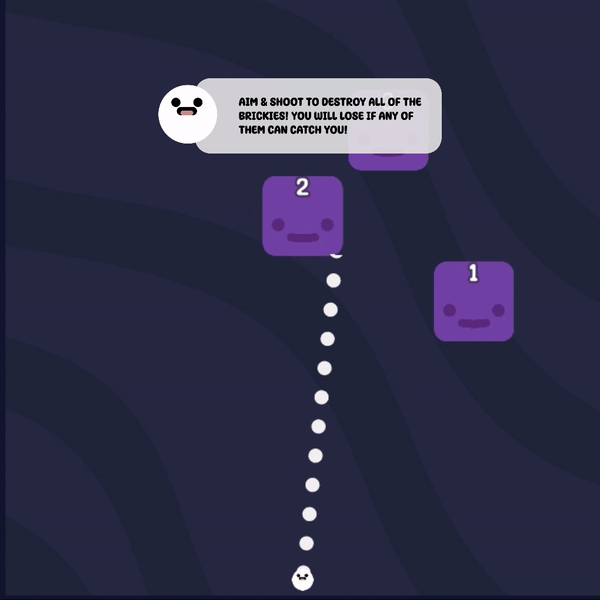 AIM & SHOOT TO DESTROY ALL OF THE
BRICKIES! YOU WILL LOSE IF ANY OF
THEM CAN CATCH YOU!
2
1